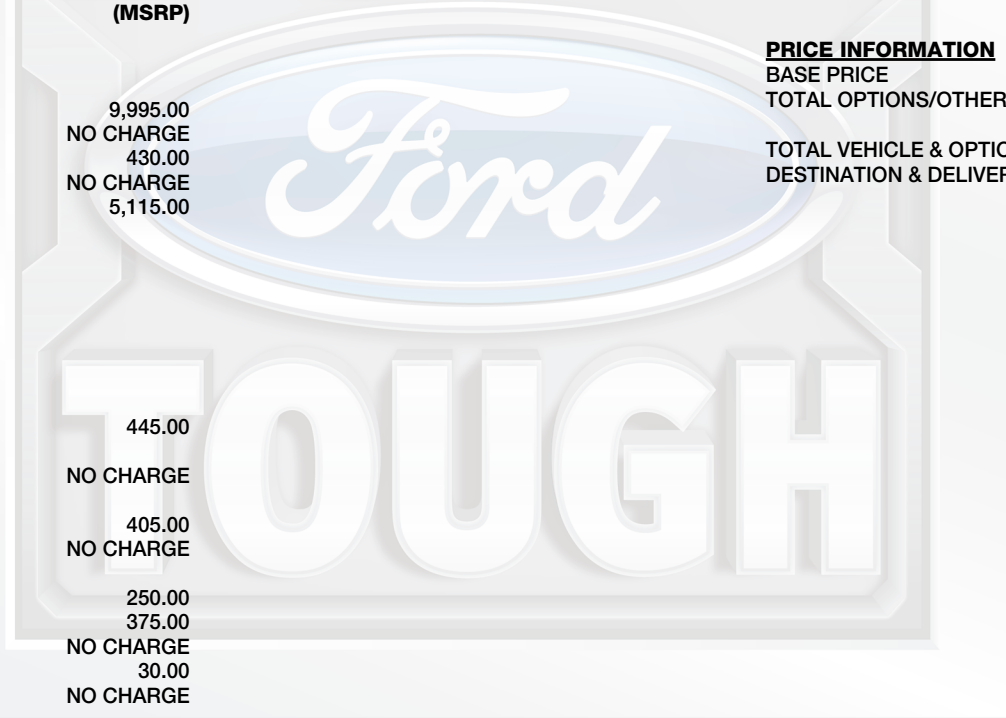 (MSRP)
9,995.00
NO CHARGE
430.00
NO CHARGE
5,115.00
445.00
NO CHARGE
405.00
NO CHARGE
250.00
375.00
NO CHARGE
30.00
NO CHARGE
PRICE INFORMATION
BASE PRICE
TOTAL OPTIONS/OTHER
TOTAL VEHICLE & OPTIO
DESTINATION & DELIVER
Ford
TOUGH